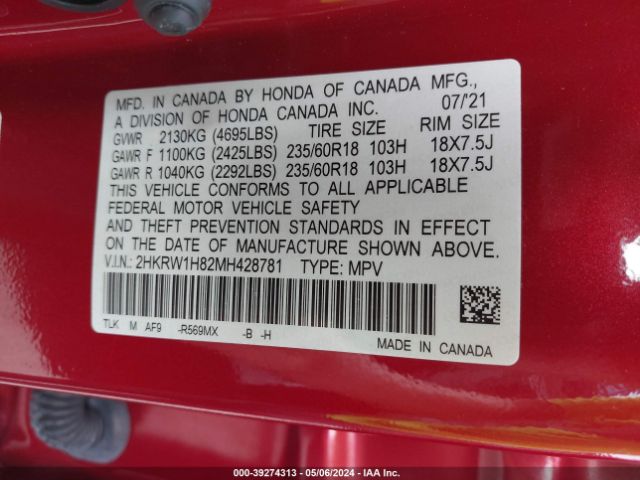 MFD. IN CANADA BY HONDA OF CANADA MFG.,
A DIVISION OF HONDA CANADA INC. 07/'21
GVWR 2130KG (4695LBS) TIRE SIZE RIM SIZE
GAWR F 1100KG (2425LBS) 235/60R18 103H 18X7.5J
GAWR R 1040KG (2292LBS) 235/60R18 103H 18X7.5J
THIS VEHICLE CONFORMS TO ALL APPLICABLE
FEDERAL MOTOR VEHICLE SAFETY
AND THEFT PREVENTION STANDARDS IN EFFECT
ON THE DATE OF MANUFACTURE SHOWN ABOVE.
V.I.N.: 2HKRW1H82MH428781 TYPE: MPV
TLK M AF9 -R569MX -B -H
MADE IN CANADA
000-39274313 - 05/06/2024 - IAA Inc.